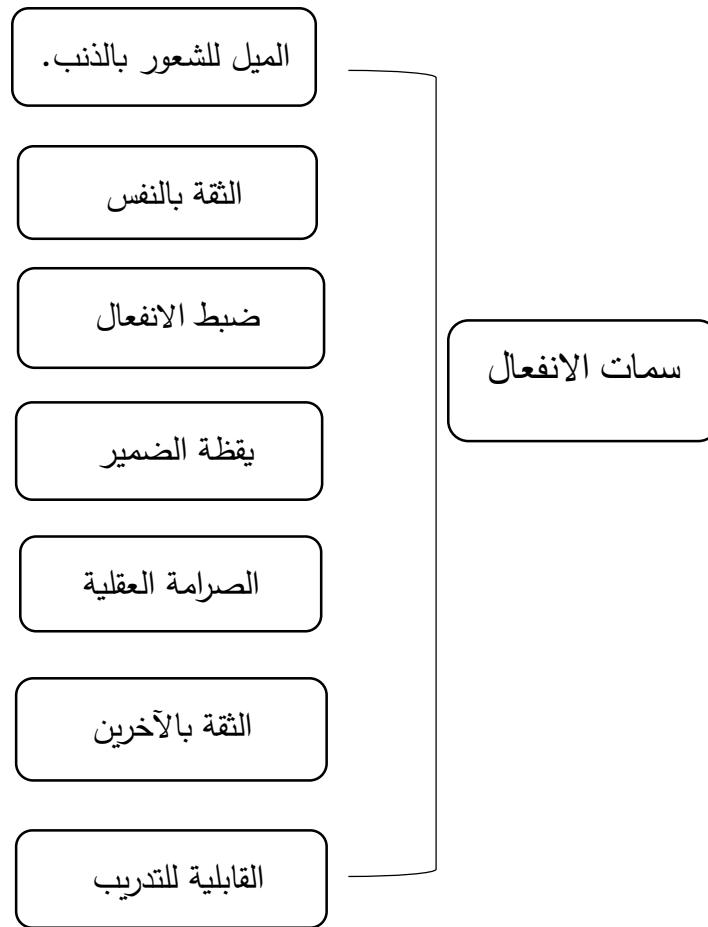 الميل للشعور بالذنب.
الثقة بالنفس
ضبط الانفعال
سمات الانفعال
يقظة الضمير
الصرامة العقلية
الثقة بالآخرين
القابلية للتدريب